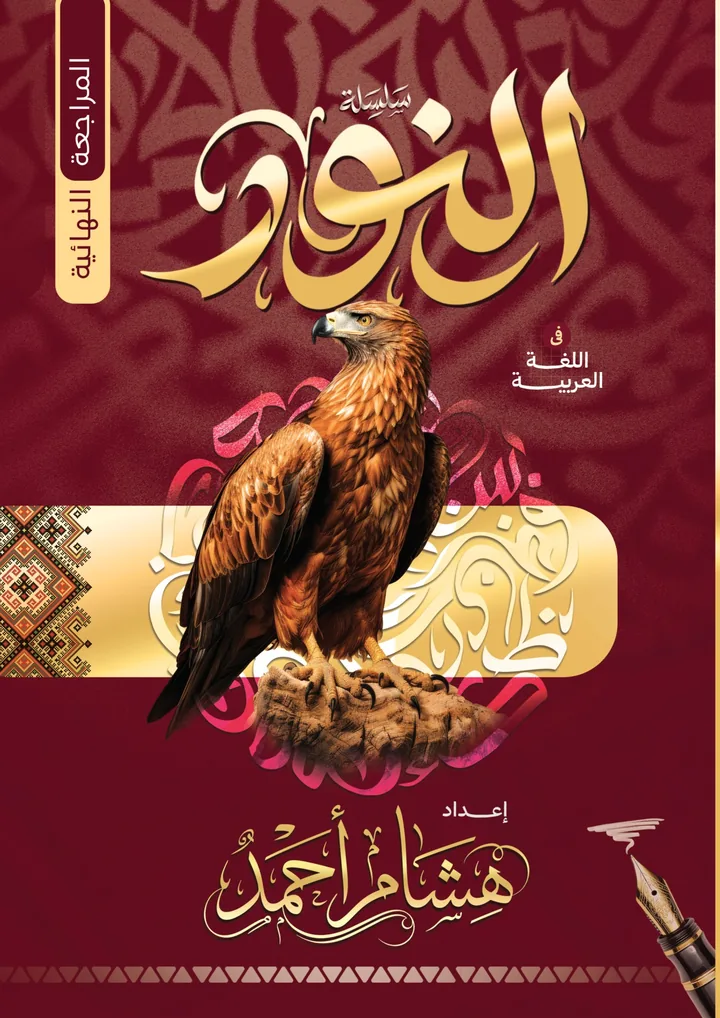 سلسلة
النور
فى
اللغة
العربية
المراجعة النهائية
إعداد
هشام أحمد